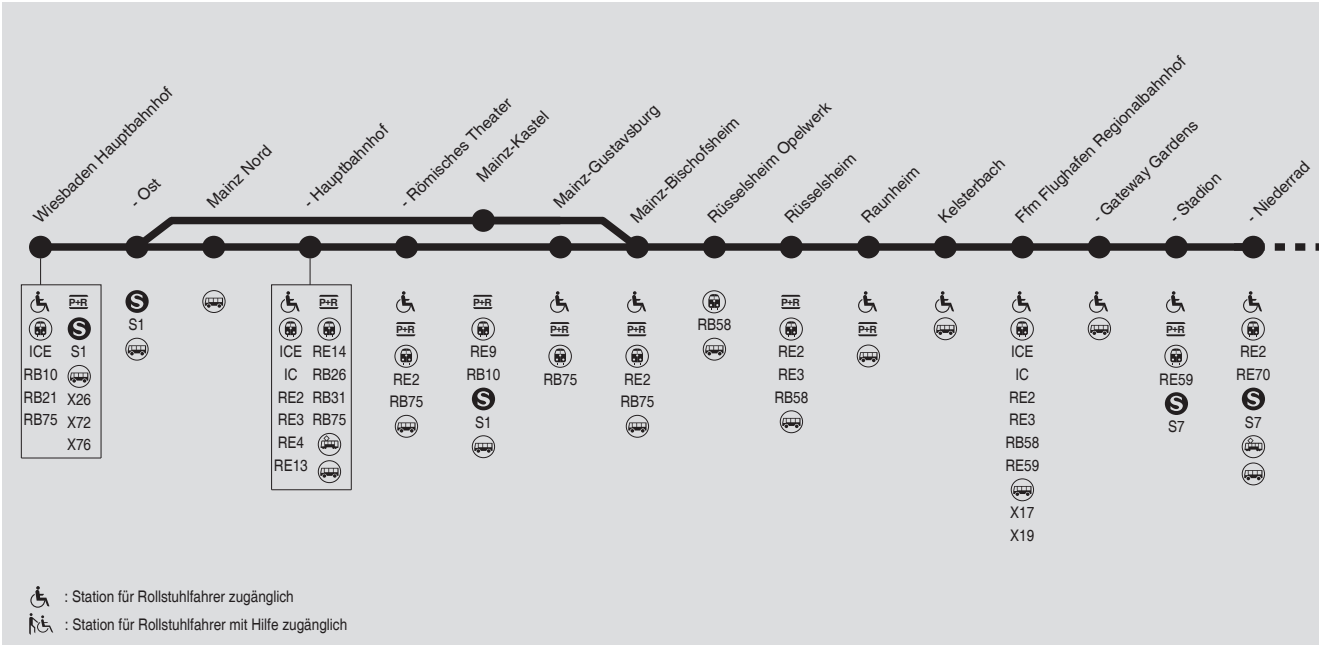 Wiesbaden Hauptbahnhof
- Ost
Mainz Nord
- Hauptbahnhof
- Römisches Theater
Mainz-Kastel
Mainz-Gustavsburg
Mainz-Bischofsheim
Rüsselsheim Opelwerk
Rüsselsheim
Raunheim
Kelsterbach
Ffm Flughafen Regionalbahnhof
- Gateway Gardens
- Stadion
- Niederrad
P+R
S
ICE S1
RB10
RB21 X26
RB75 X72
X76
S
S1
P+R
ICE RE14
IC RB26
RE2 RB31
RE3 RB75
RE4
RE13
P+R
RE2
RB75
P+R
RE9
RB10
S
S1
P+R
RB75
P+R
RE2
RB75
RB58
P+R
RE2
RE3
RB58
P+R
ICE
IC
RE2
RE3
RB58
RE59
X17
X19
P+R
RE59
S
S7
RE2
RE70
S
S7
: Station für Rollstuhlfahrer zugänglich
: Station für Rollstuhlfahrer mit Hilfe zugänglich